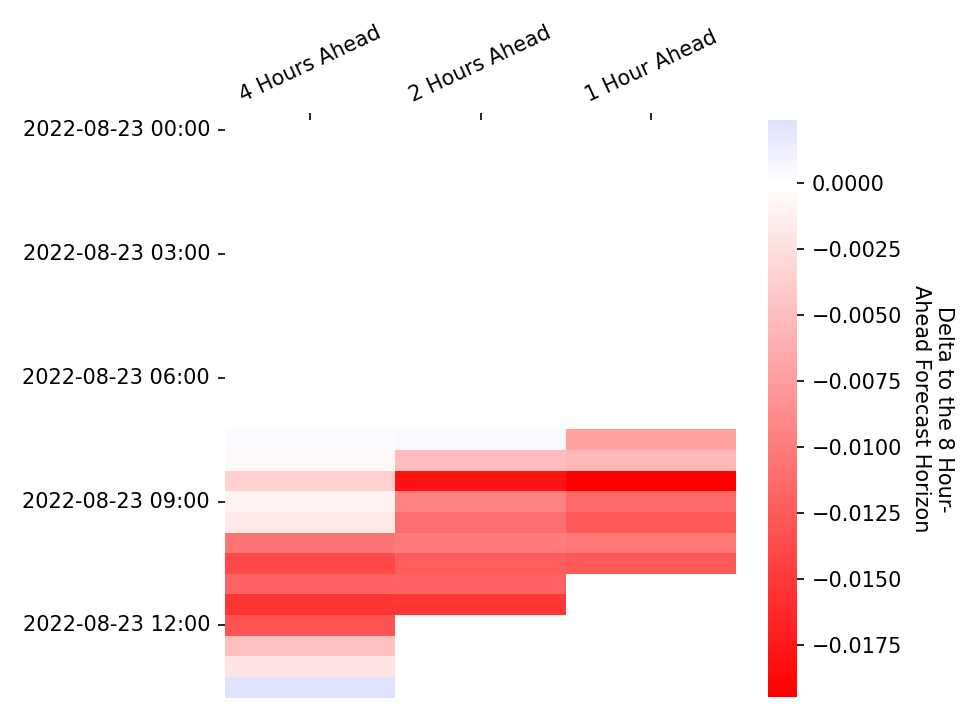 4 Hours Ahead
2 Hours Ahead
1 Hour Ahead
2022-08-23 00:00
2022-08-23 03:00
2022-08-23 06:00
2022-08-23 09:00
2022-08-23 12:00
0.0000
−0.0025
−0.0050
−0.0075
−0.0100
−0.0125
−0.0150
−0.0175
Delta to the 8 Hour-
Ahead Forecast Horizon